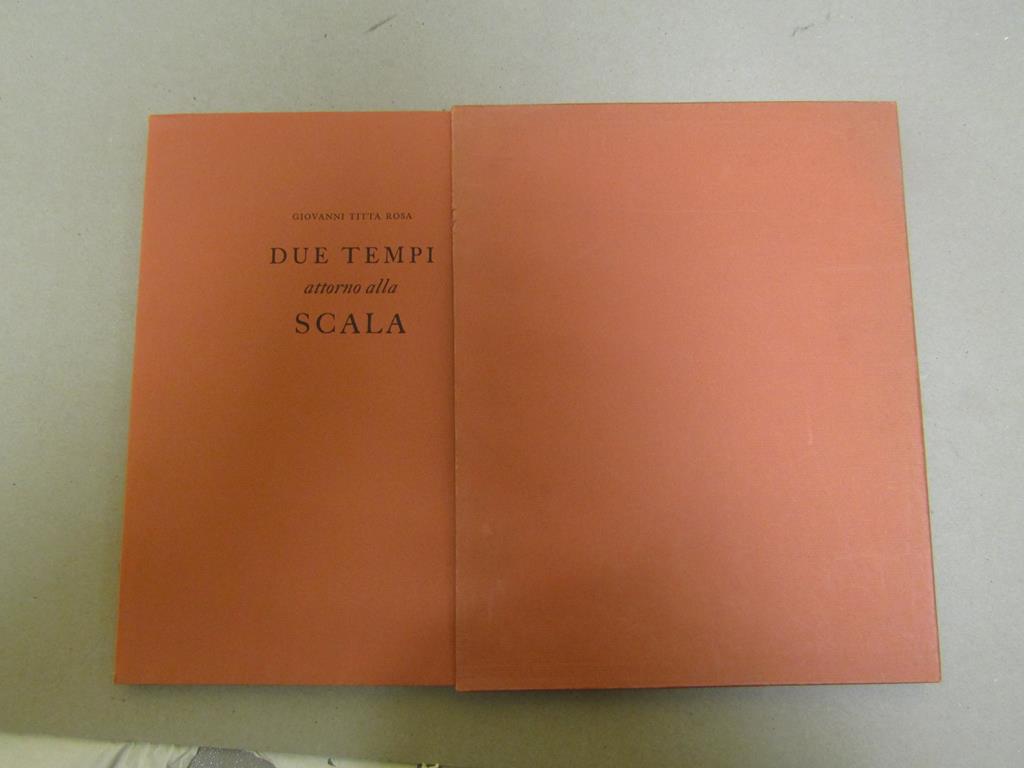 GIOVANNI TITTA ROSA
DUE TEMPI
attorno alla
SCALA